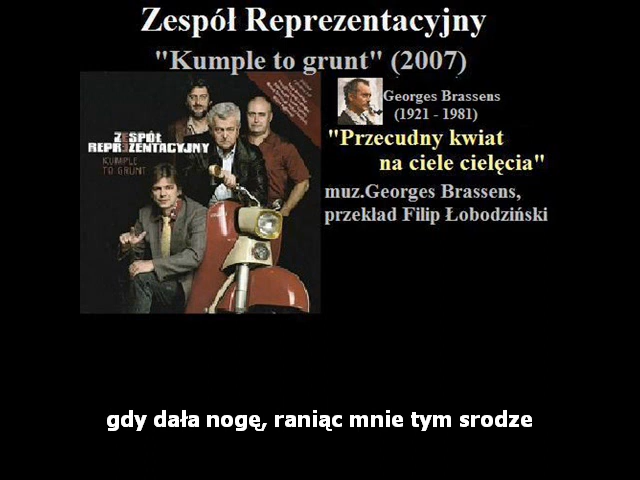 Zespół Reprezentacyjny
"Kumple to grunt" (2007)
ZESPÓŁ
REPREZENTACYJNY
KUMPLE
TO GRUNT
Georges Brassens
(1921 - 1981)
"Przecudny kwiat
na ciele cielęcia"
muz.Georges Brassens,
przekład Filip Łobodziński
gdy dała nogę, raniąc mnie tym srodze